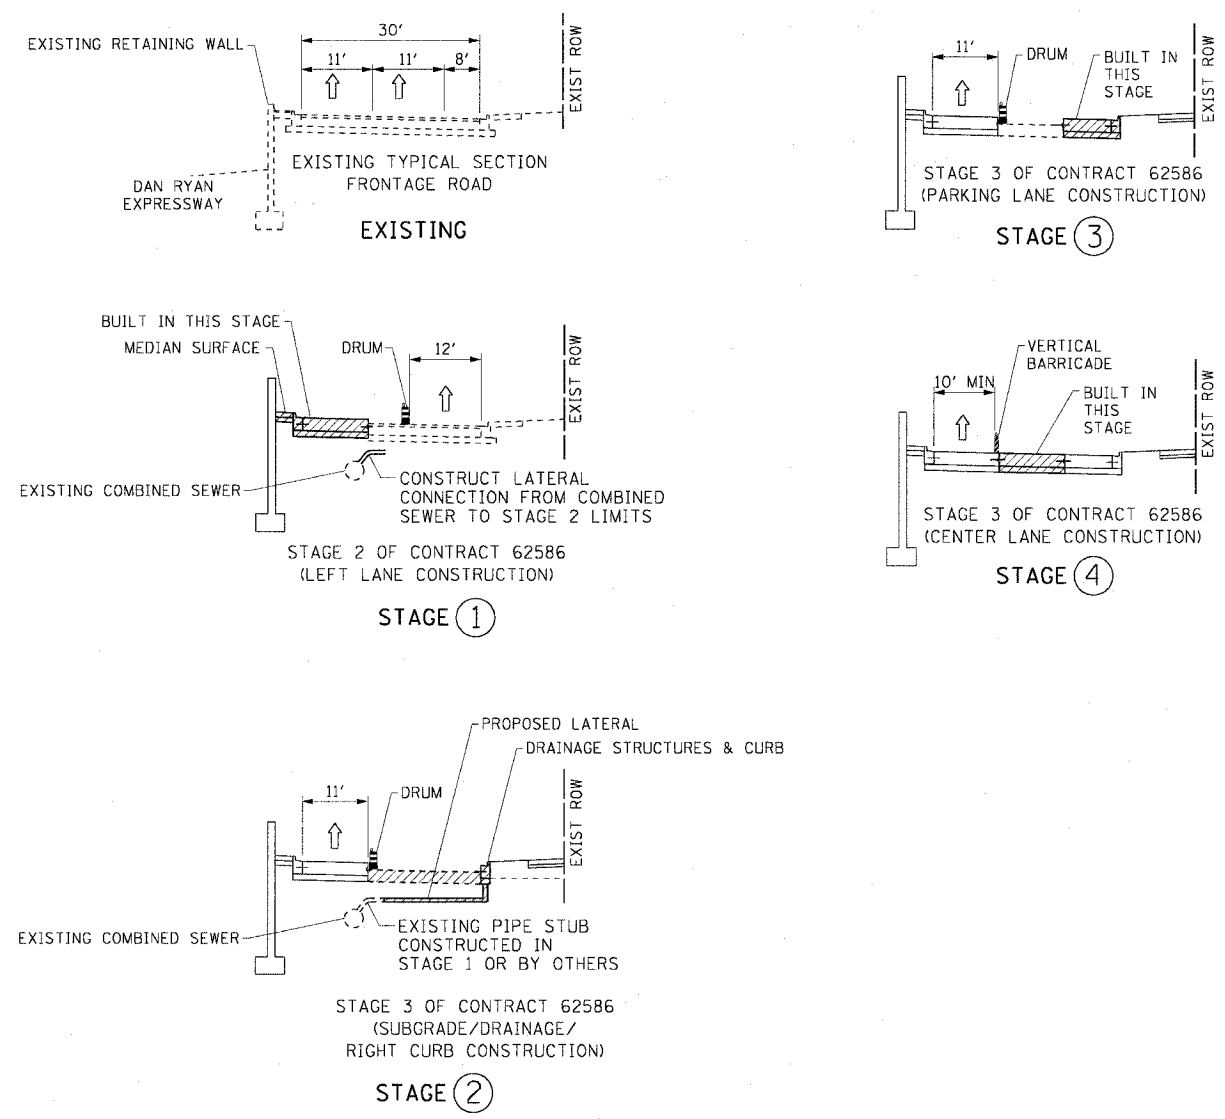 EXISTING RETAINING WALL
30'
11'
11'
8'
EXIST ROW
DAN RYAN
EXPRESSWAY
EXISTING TYPICAL SECTION
FRONTAGE ROAD
EXISTING
11'
DRUM
BUILT IN
THIS
STAGE
EXIST ROW
STAGE 3 OF CONTRACT 62586
(PARKING LANE CONSTRUCTION)
STAGE 3
BUILT IN THIS STAGE
MEDIAN SURFACE
DRUM
12'
EXIST ROW
EXISTING COMBINED SEWER
CONSTRUCT LATERAL
CONNECTION FROM COMBINED
SEWER TO STAGE 2 LIMITS
STAGE 2 OF CONTRACT 62586
(LEFT LANE CONSTRUCTION)
STAGE 1
VERTICAL
BARRICADE
10' MIN
BUILT IN
THIS
STAGE
EXIST ROW
STAGE 3 OF CONTRACT 62586
(CENTER LANE CONSTRUCTION)
STAGE 4
PROPOSED LATERAL
DRAINAGE STRUCTURES & CURB
11'
DRUM
EXIST ROW
EXISTING COMBINED SEWER
EXISTING PIPE STUB
CONSTRUCTED IN
STAGE 1 OR BY OTHERS
STAGE 3 OF CONTRACT 62586
(SUBGRADE/DRAINAGE/
RIGHT CURB CONSTRUCTION)
STAGE 2